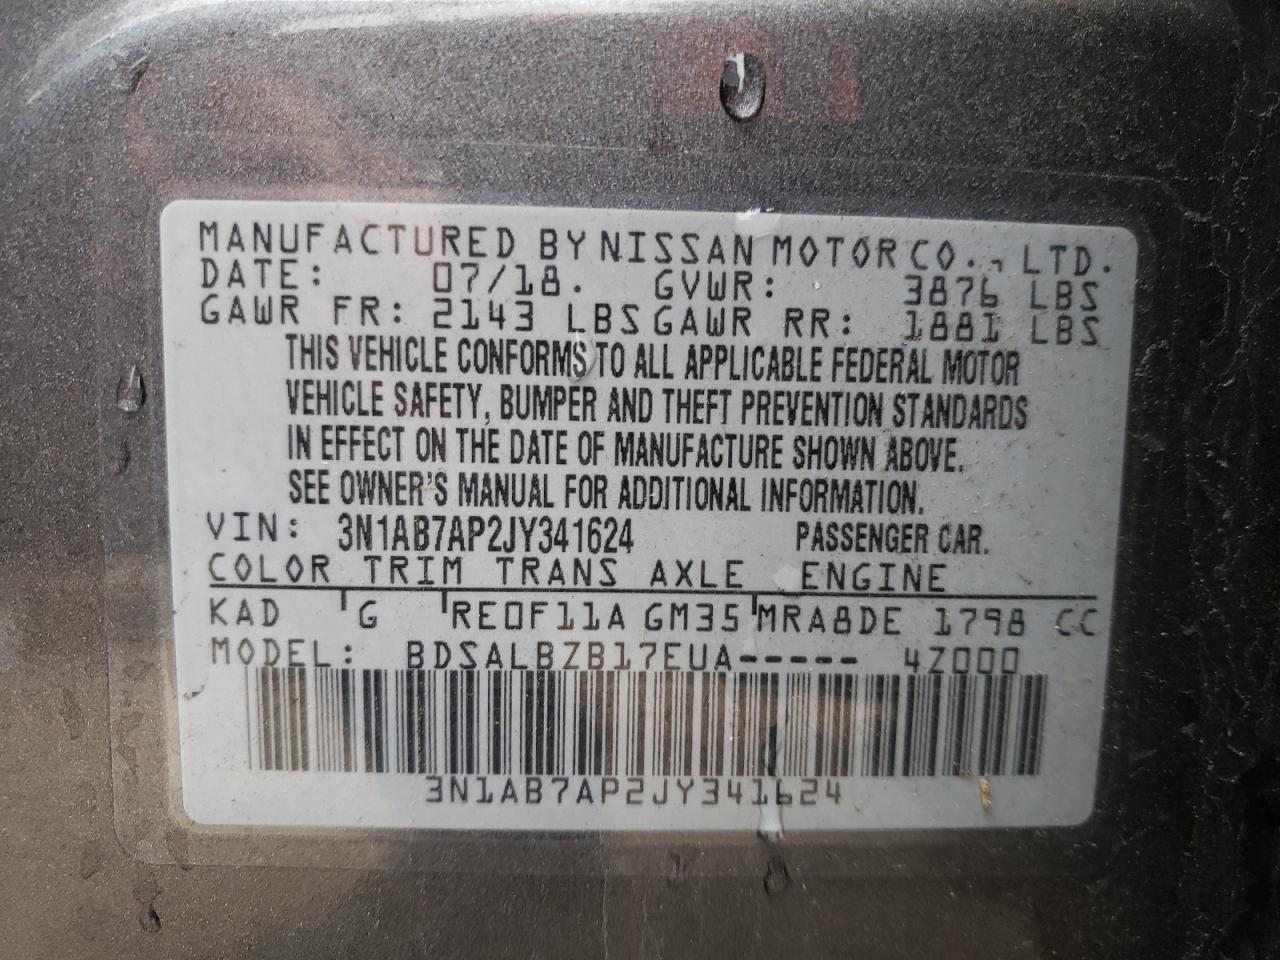 MANUFACTURED BY NISSAN MOTOR CO., LTD.
DATE: 07/18. GVWR: 3876 LBS
GAWR FR: 2143 LBS GAWR RR: 1881 LBS
THIS VEHICLE CONFORMS TO ALL APPLICABLE FEDERAL MOTOR
VEHICLE SAFETY, BUMPER AND THEFT PREVENTION STANDARDS
IN EFFECT ON THE DATE OF MANUFACTURE SHOWN ABOVE.
SEE OWNER'S MANUAL FOR ADDITIONAL INFORMATION.
VIN: 3N1AB7AP2JY341624 PASSENGER CAR.
COLOR TRIM TRANS AXLE ENGINE
KAD G RE0F11A GM35 MRA8DE 1798 CC
MODEL: BDSALBZB17EUA----- 4Z000
3N1AB7AP2JY341624